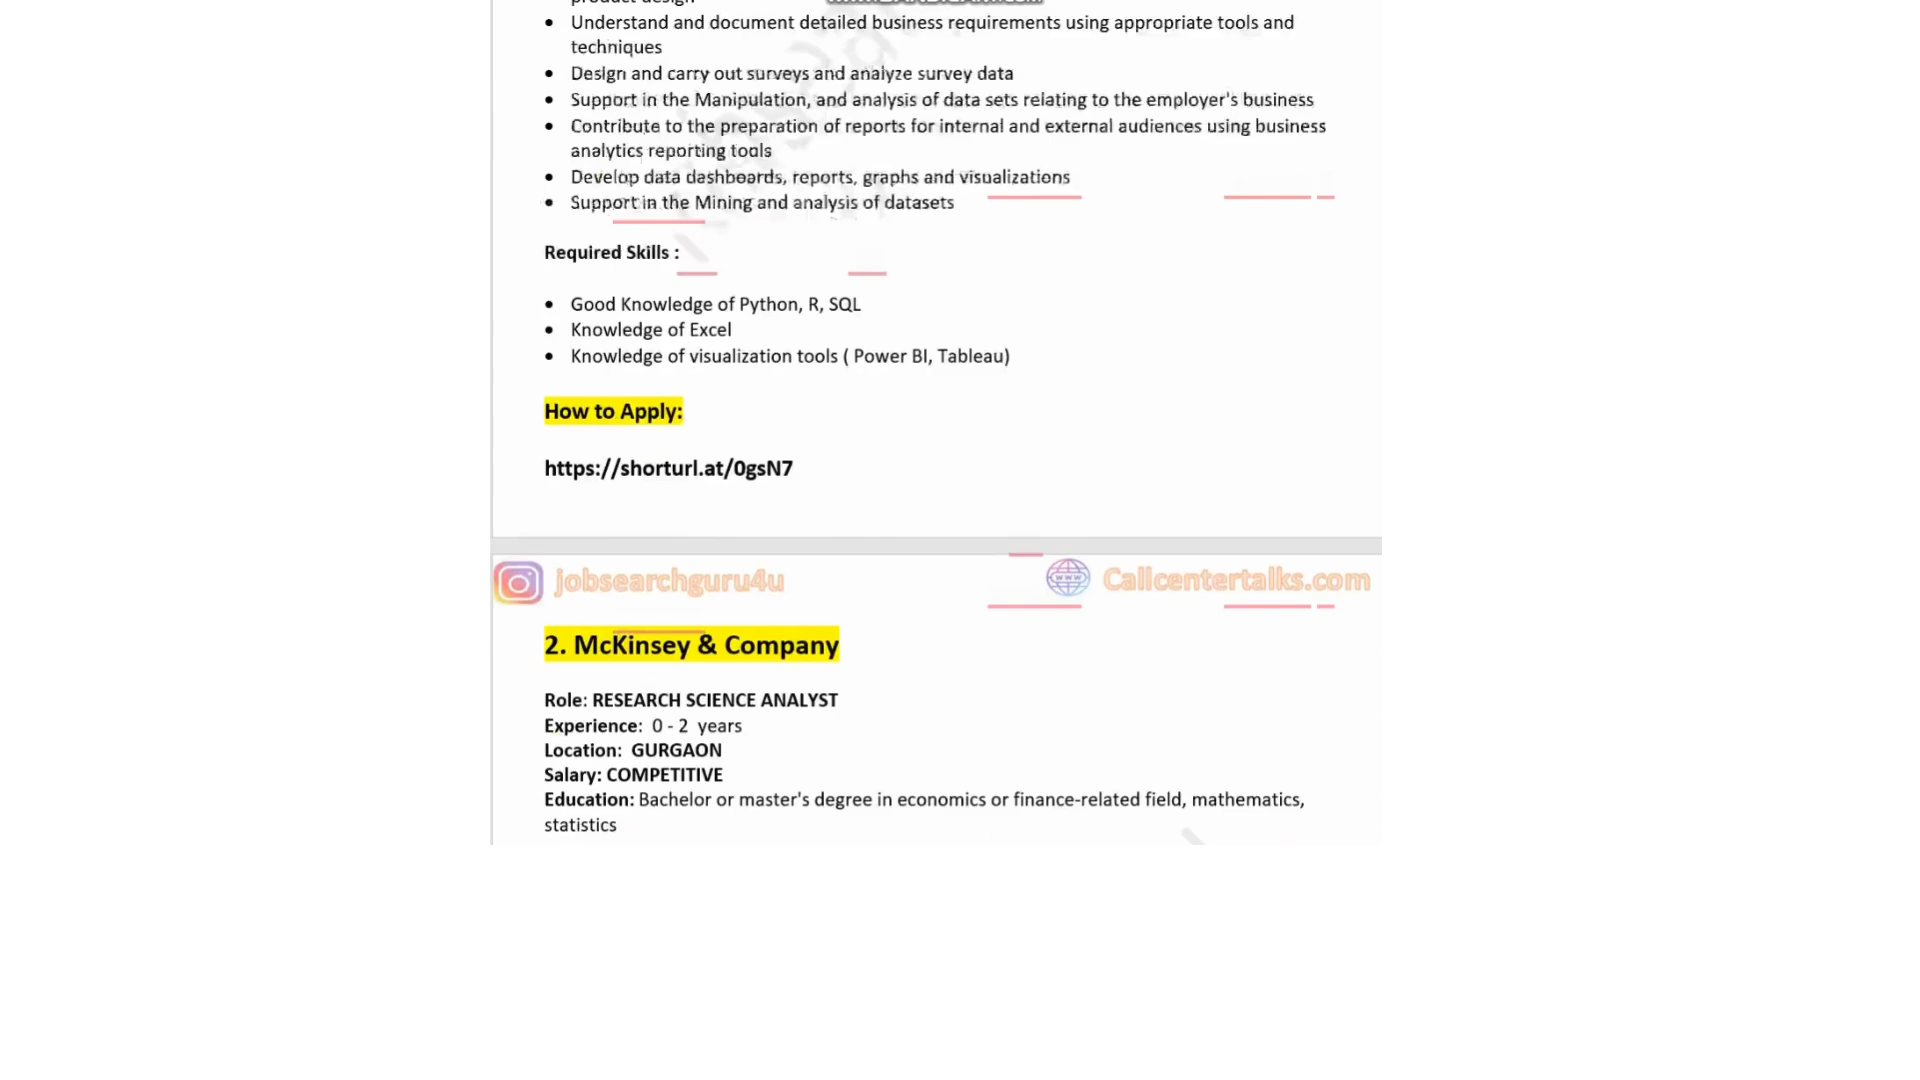 product design
• Understand and document detailed business requirements using appropriate tools and
techniques
• Design and carry out surveys and analyze survey data
• Support in the Manipulation, and analysis of data sets relating to the employer's business
• Contribute to the preparation of reports for internal and external audiences using business
analytics reporting tools
• Develop data dashboards, reports, graphs and visualizations
• Support in the Mining and analysis of datasets
Required Skills :
• Good Knowledge of Python, R, SQL
• Knowledge of Excel
• Knowledge of visualization tools ( Power BI, Tableau)
How to Apply:
https://shorturl.at/0gsN7
jobsearchguru4u
www Callcentertalks.com
2. McKinsey & Company
Role: RESEARCH SCIENCE ANALYST
Experience: 0 - 2 years
Location: GURGAON
Salary: COMPETITIVE
Education: Bachelor or master's degree in economics or finance-related field, mathematics,
statistics